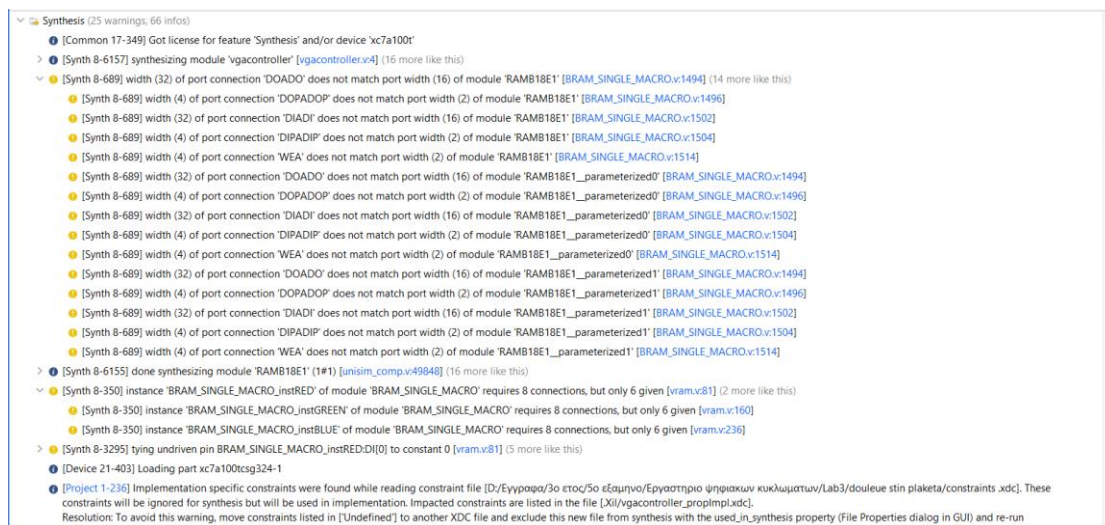 Synthesis (25 warnings, 66 infos)
[Common 17-349] Got license for feature 'Synthesis' and/or device 'xc7a100t'
[Synth 8-6157] synthesizing module 'vgacontroller' [vgacontroller.v:4] (16 more like this)
[Synth 8-689] width (32) of port connection 'DOADO' does not match port width (16) of module 'RAMB18E1' [BRAM_SINGLE_MACRO.v:1494] (14 more like this)
[Synth 8-689] width (4) of port connection 'DOPADOP' does not match port width (2) of module 'RAMB18E1' [BRAM_SINGLE_MACRO.v:1496]
[Synth 8-689] width (32) of port connection 'DIADI' does not match port width (16) of module 'RAMB18E1' [BRAM_SINGLE_MACRO.v:1502]
[Synth 8-689] width (4) of port connection 'DIPADIP' does not match port width (2) of module 'RAMB18E1' [BRAM_SINGLE_MACRO.v:1504]
[Synth 8-689] width (4) of port connection 'WEA' does not match port width (2) of module 'RAMB18E1' [BRAM_SINGLE_MACRO.v:1514]
[Synth 8-689] width (32) of port connection 'DOADO' does not match port width (16) of module 'RAMB18E1__parameterized0' [BRAM_SINGLE_MACRO.v:1494]
[Synth 8-689] width (4) of port connection 'DOPADOP' does not match port width (2) of module 'RAMB18E1__parameterized0' [BRAM_SINGLE_MACRO.v:1496]
[Synth 8-689] width (32) of port connection 'DIADI' does not match port width (16) of module 'RAMB18E1__parameterized0' [BRAM_SINGLE_MACRO.v:1502]
[Synth 8-689] width (4) of port connection 'DIPADIP' does not match port width (2) of module 'RAMB18E1__parameterized0' [BRAM_SINGLE_MACRO.v:1504]
[Synth 8-689] width (4) of port connection 'WEA' does not match port width (2) of module 'RAMB18E1__parameterized0' [BRAM_SINGLE_MACRO.v:1514]
[Synth 8-689] width (32) of port connection 'DOADO' does not match port width (16) of module 'RAMB18E1__parameterized1' [BRAM_SINGLE_MACRO.v:1494]
[Synth 8-689] width (4) of port connection 'DOPADOP' does not match port width (2) of module 'RAMB18E1__parameterized1' [BRAM_SINGLE_MACRO.v:1496]
[Synth 8-689] width (32) of port connection 'DIADI' does not match port width (16) of module 'RAMB18E1__parameterized1' [BRAM_SINGLE_MACRO.v:1502]
[Synth 8-689] width (4) of port connection 'DIPADIP' does not match port width (2) of module 'RAMB18E1__parameterized1' [BRAM_SINGLE_MACRO.v:1504]
[Synth 8-689] width (4) of port connection 'WEA' does not match port width (2) of module 'RAMB18E1__parameterized1' [BRAM_SINGLE_MACRO.v:1514]
[Synth 8-6155] done synthesizing module 'RAMB18E1' (1#1) [unisim_comp.v:49848] (16 more like this)
[Synth 8-350] instance 'BRAM_SINGLE_MACRO_instRED' of module 'BRAM_SINGLE_MACRO' requires 8 connections, but only 6 given [vram.v:81] (2 more like this)
[Synth 8-350] instance 'BRAM_SINGLE_MACRO_instGREEN' of module 'BRAM_SINGLE_MACRO' requires 8 connections, but only 6 given [vram.v:160]
[Synth 8-350] instance 'BRAM_SINGLE_MACRO_instBLUE' of module 'BRAM_SINGLE_MACRO' requires 8 connections, but only 6 given [vram.v:236]
[Synth 8-3295] tying undriven pin BRAM_SINGLE_MACRO_instRED:DI[0] to constant 0 [vram.v:81] (5 more like this)
[Device 21-403] Loading part xc7a100tcsg324-1
[Project 1-236] Implementation specific constraints were found while reading constraint file [D:/Εγγραφα/3ο ετος/5ο εξαμηνο/Εργαστηριο ψηφιακων κυκλωματων/Lab3/douleue stin plaketa/constraints .xdc]. These
constraints will be ignored for synthesis but will be used in implementation. Impacted constraints are listed in the file [.Xil/vgacontroller_propImpl.xdc].
Resolution: To avoid this warning, move constraints listed in ['Undefined'] to another XDC file and exclude this new file from synthesis with the used_in_synthesis property (File Properties dialog in GUI) and re-run